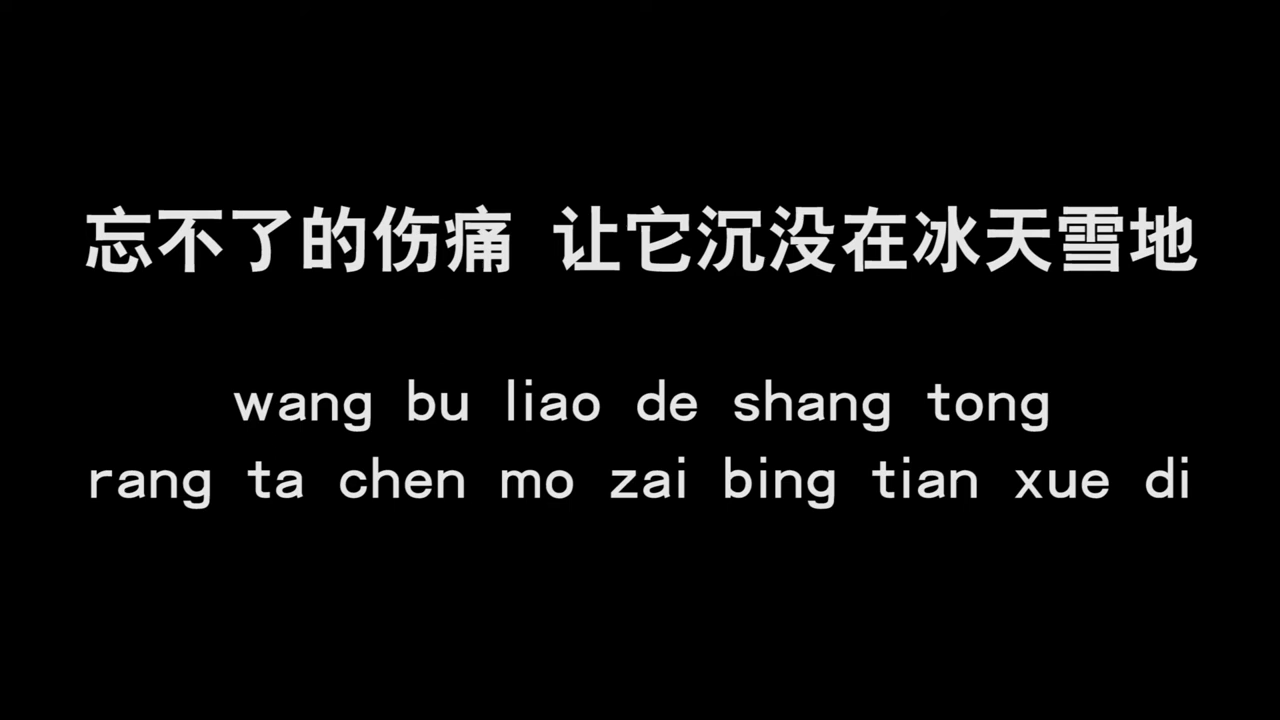 忘不了的伤痛 让它沉没在冰天雪地
wang bu liao de shang tong
rang ta chen mo zai bing tian xue di